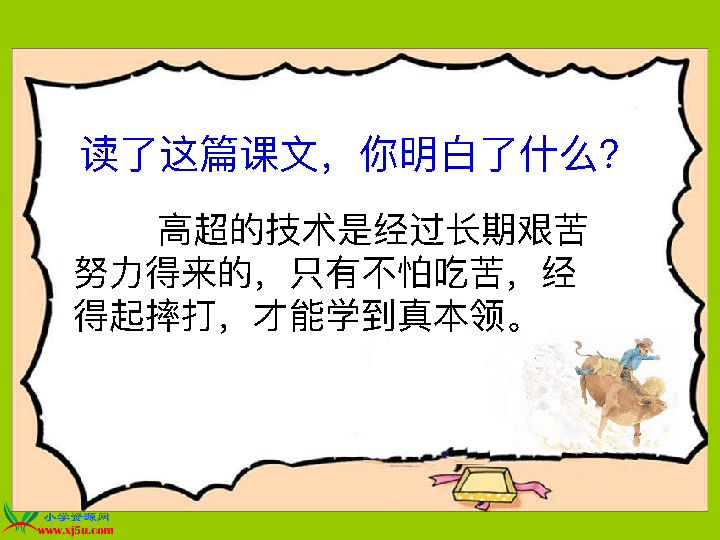 读了这篇课文，你明白了什么？
高超的技术是经过长期艰苦
努力得来的，只有不怕吃苦，经
得起摔打，才能学到真本领。
小学资源网
www.xj5u.com